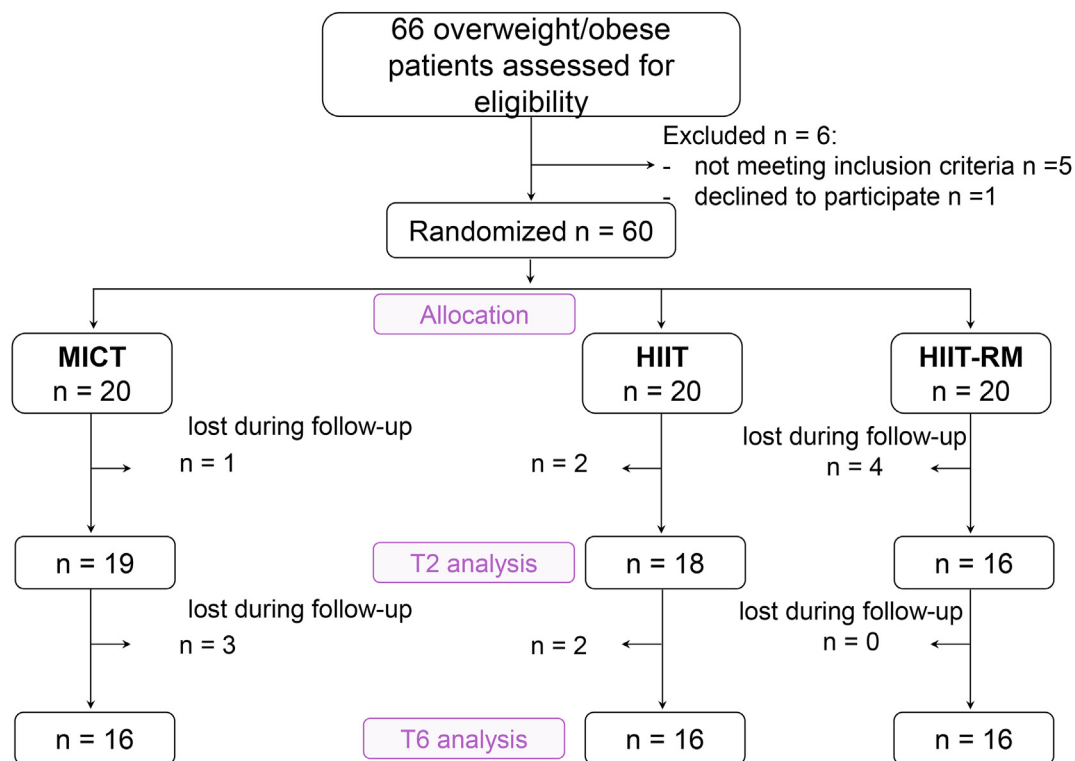 66 overweight/obese
patients assessed for
eligibility
Excluded n = 6:
- not meeting inclusion criteria n =5
- declined to participate n =1
Randomized n = 60
Allocation
MICT
n = 20
HIIT
n = 20
HIIT-RM
n = 20
lost during follow-up
n = 1
n = 2
lost during follow-up
n = 4
n = 19
T2 analysis
n = 18
n = 16
lost during follow-up
n = 3
n = 2
lost during follow-up
n = 0
n = 16
T6 analysis
n = 16
n = 16